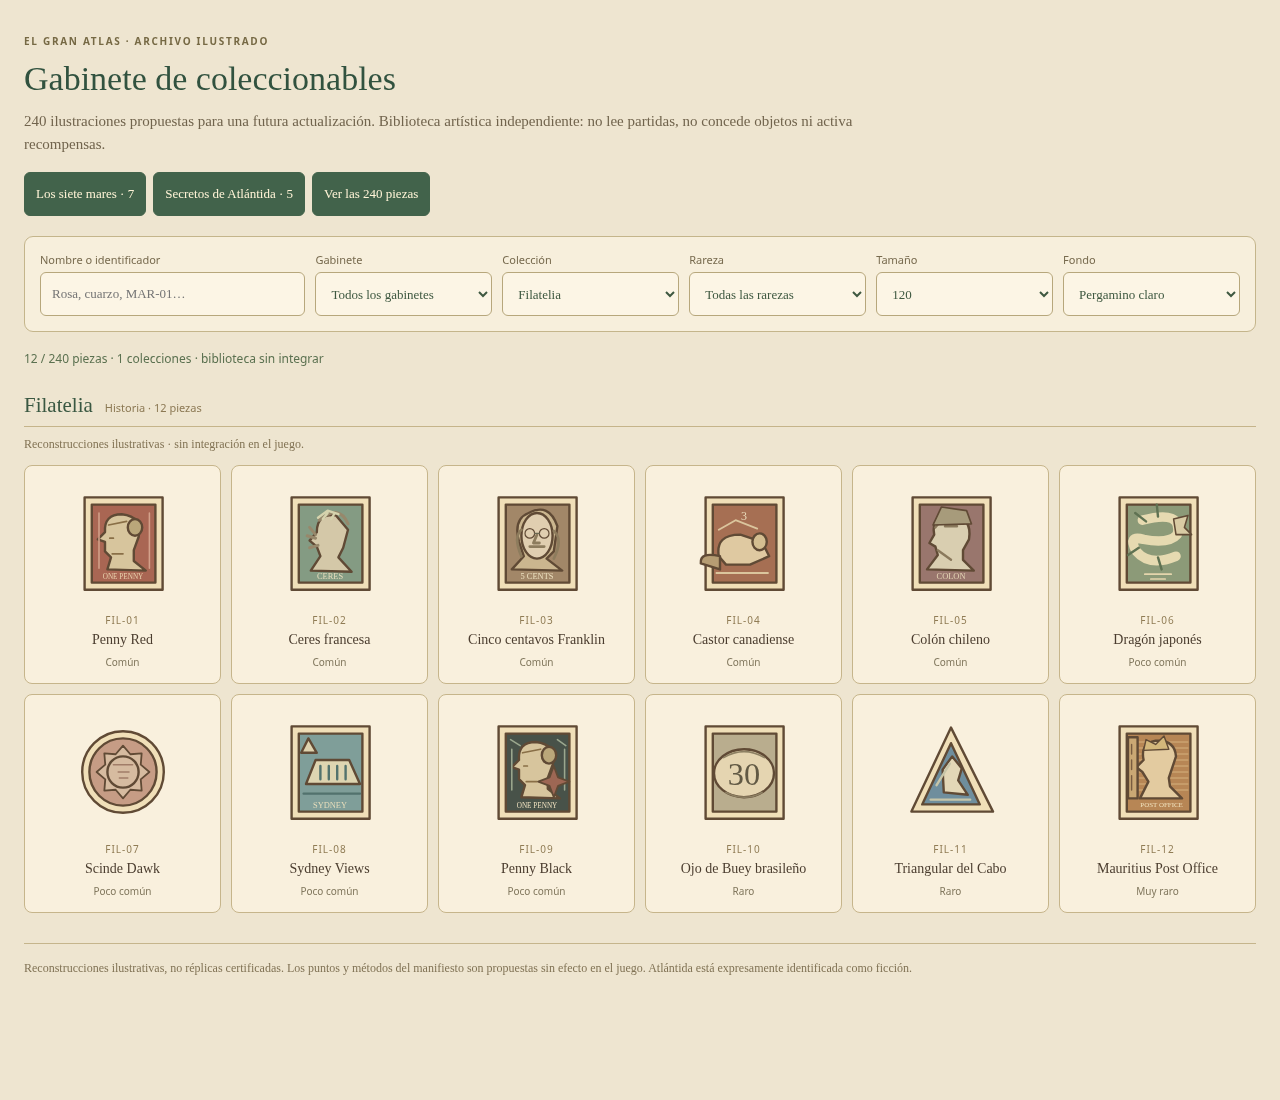 EL GRAN ATLAS · ARCHIVO ILUSTRADO
Gabinete de coleccionables
240 ilustraciones propuestas para una futura actualización. Biblioteca artística independiente: no lee partidas, no concede objetos ni activa
recompensas.
Los siete mares · 7
Secretos de Atlántida · 5
Ver las 240 piezas
Nombre o identificador
Gabinete
Colección
Rareza
Tamaño
Fondo
Rosa, cuarzo, MAR-01…
Todos los gabinetes
Filatelia
Todas las rarezas
120
Pergamino claro
12 / 240 piezas · 1 colecciones · biblioteca sin integrar
Filatelia
Historia · 12 piezas
Reconstrucciones ilustrativas · sin integración en el juego.
ONE PENNY
FIL-01
Penny Red
Común
CERES
FIL-02
Ceres francesa
Común
5 CENTS
FIL-03
Cinco centavos Franklin
Común
3
FIL-04
Castor canadiense
Común
COLON
FIL-05
Colón chileno
Común
FIL-06
Dragón japonés
Poco común
FIL-07
Scinde Dawk
Poco común
SYDNEY
FIL-08
Sydney Views
Poco común
ONE PENNY
FIL-09
Penny Black
Poco común
30
FIL-10
Ojo de Buey brasileño
Raro
FIL-11
Triangular del Cabo
Raro
POST OFFICE
FIL-12
Mauritius Post Office
Muy raro
Reconstrucciones ilustrativas, no réplicas certificadas. Los puntos y métodos del manifiesto son propuestas sin efecto en el juego. Atlántida está expresamente identificada como ficción.